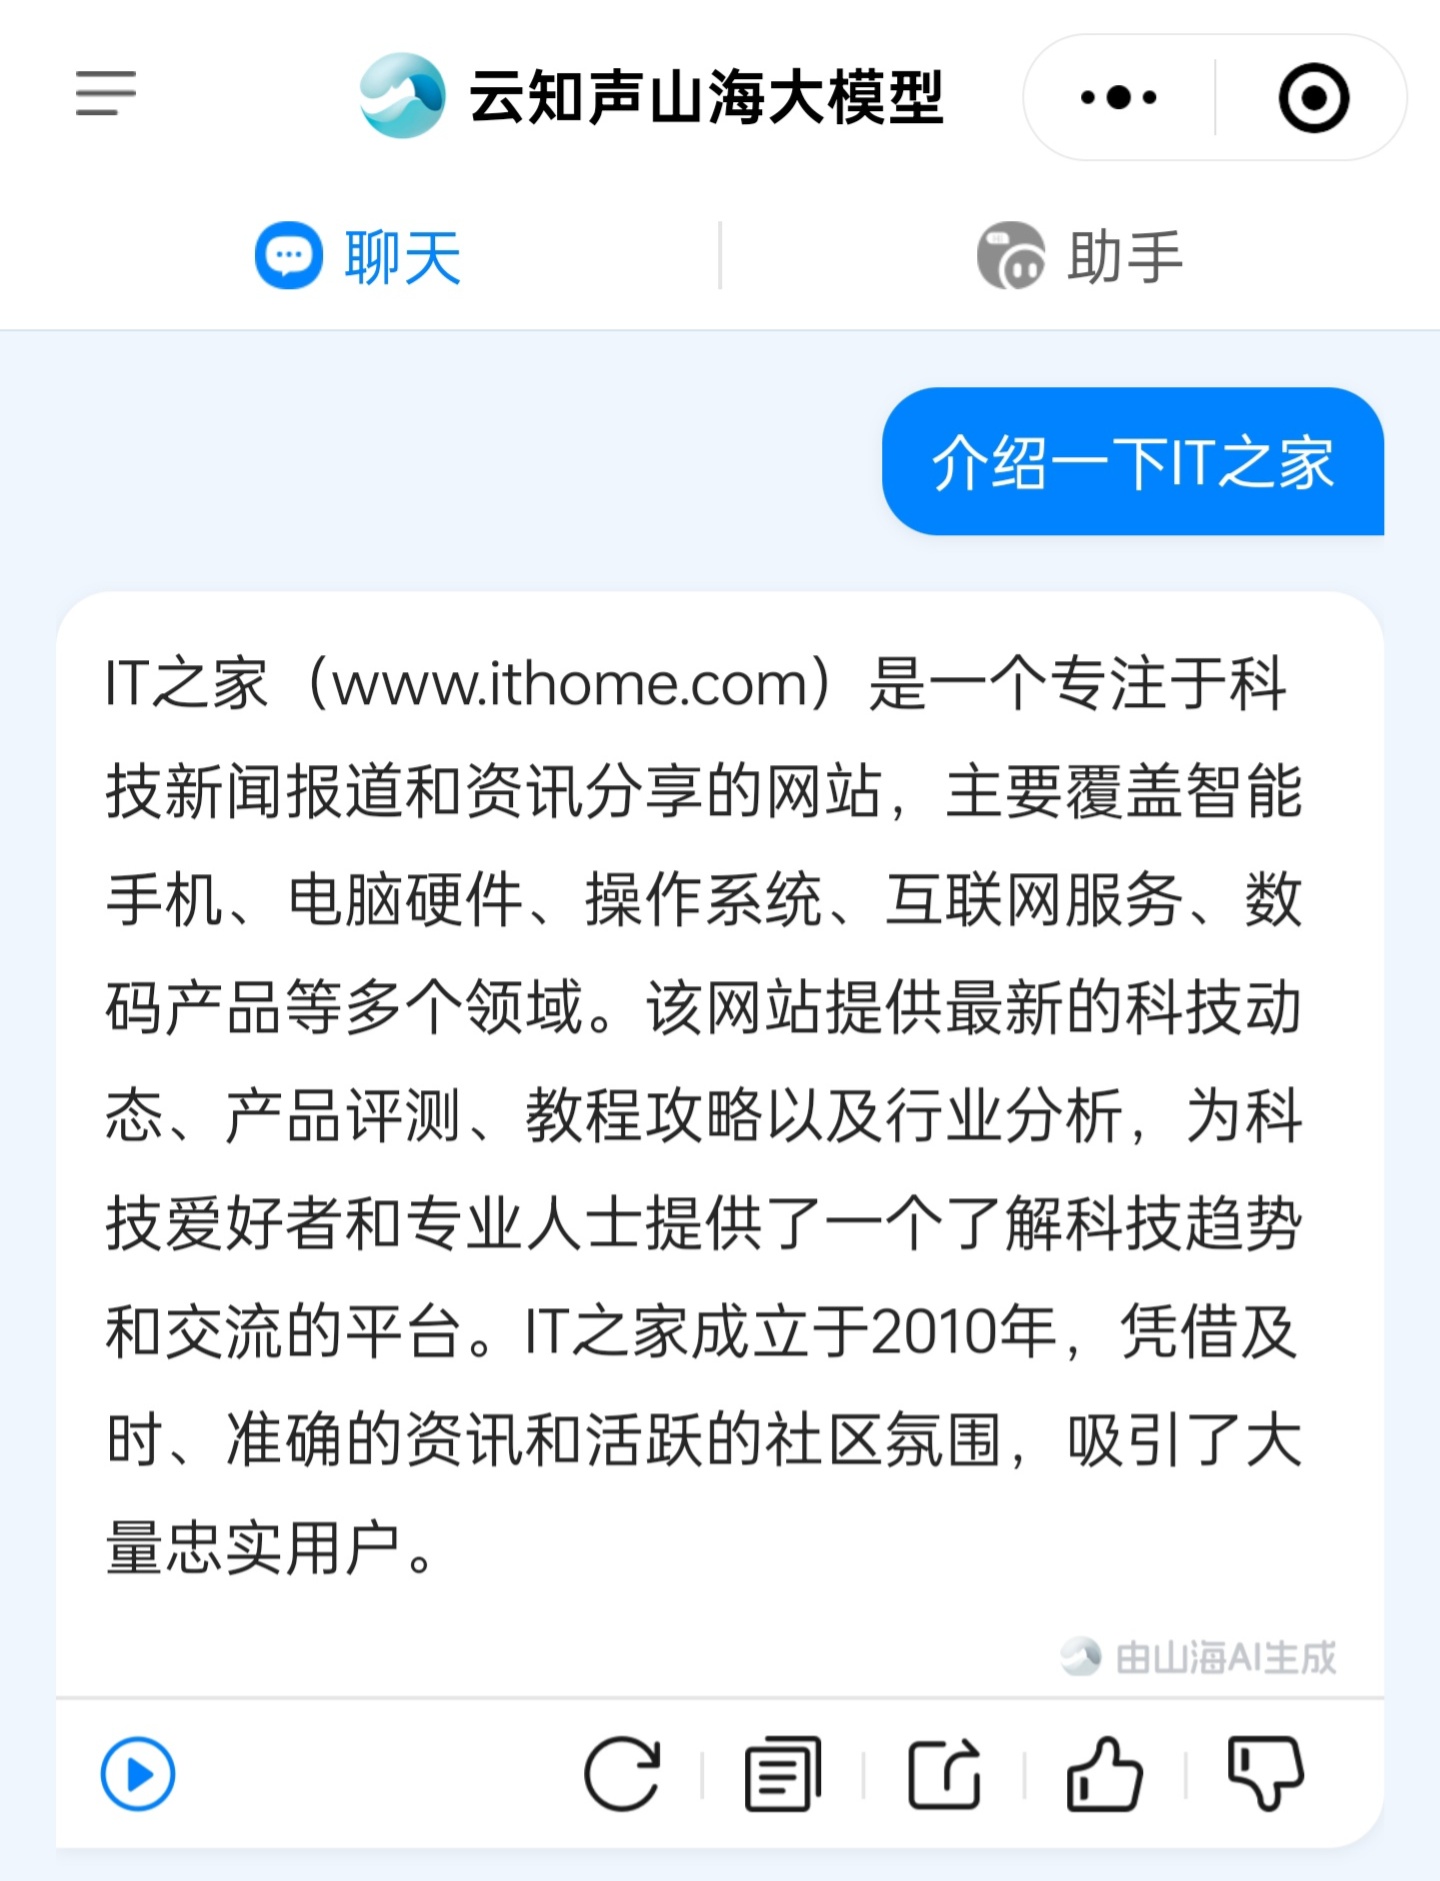 云知声山海大模型
聊天
助手
介绍一下IT之家
IT之家（www.ithome.com）是一个专注于科
技新闻报道和资讯分享的网站，主要覆盖智能
手机、电脑硬件、操作系统、互联网服务、数
码产品等多个领域。该网站提供最新的科技动
态、产品评测、教程攻略以及行业分析，为科
技爱好者和专业人士提供了一个了解科技趋势
和交流的平台。IT之家成立于2010年，凭借及
时、准确的资讯和活跃的社区氛围，吸引了大
量忠实用户。
由山海AI生成